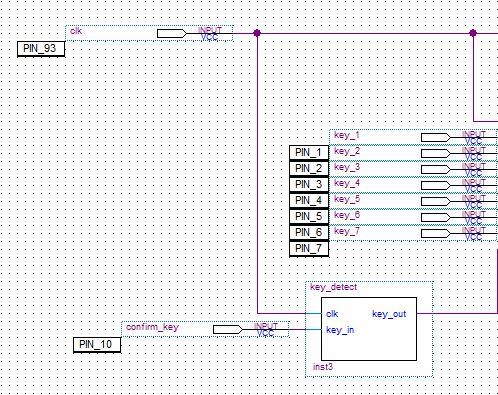 clk INPUT
VCC
PIN_93
key_1 INPUT
VCC
PIN_1 key_2 INPUT
VCC
PIN_2 key_3 INPUT
VCC
PIN_3 key_4 INPUT
VCC
PIN_4 key_5 INPUT
VCC
PIN_5 key_6 INPUT
VCC
PIN_6 key_7 INPUT
VCC
PIN_7
key_detect
clk key_out
key_in
inst3
confirm_key INPUT
VCC
PIN_10